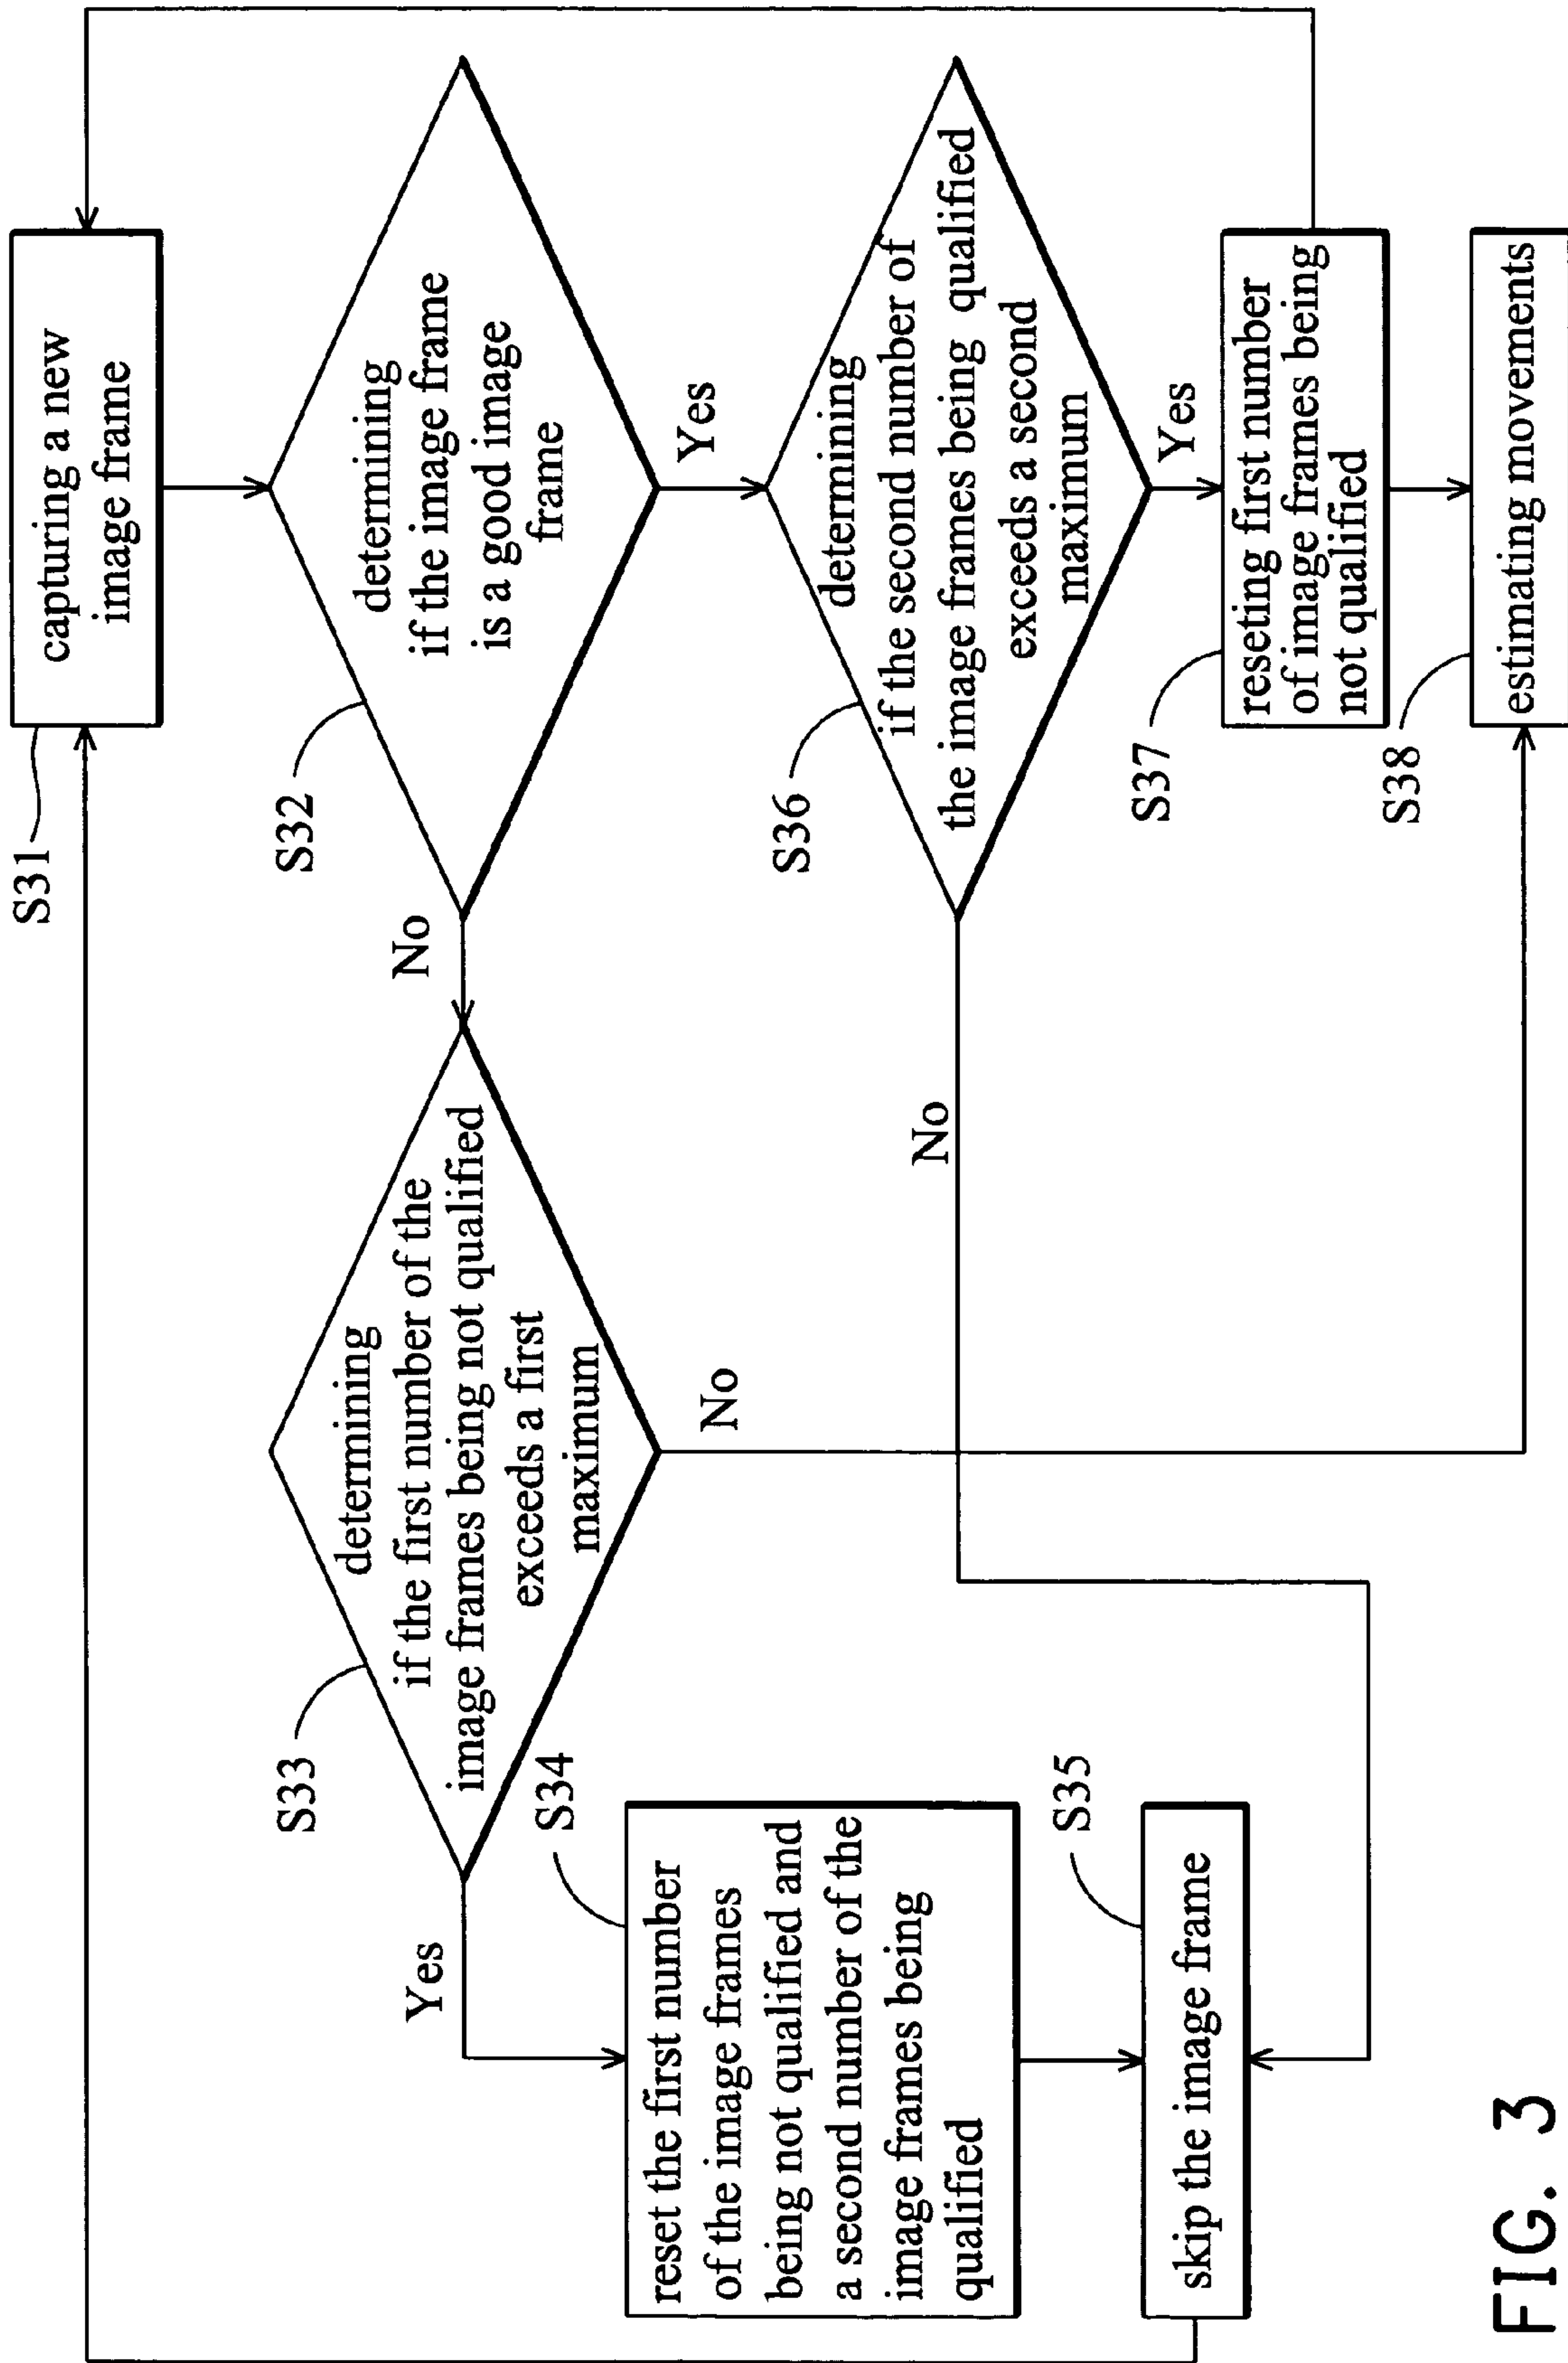 S31
capturing a new
image frame
S32
determining
if the image frame
is a good image
frame
No
Yes
S33
determining
if the first number of the
image frames being not qualified
exceeds a first
maximum
Yes
No
S34
reset the first number
of the image frames
being not qualified and
a second number of the
image frames being
qualified
S35
skip the image frame
S36
determining
if the second number of
the image frames being qualified
exceeds a second
maximum
No
Yes
S37
reseting first number
of image frames being
not qualified
S38
estimating movements
FIG. 3